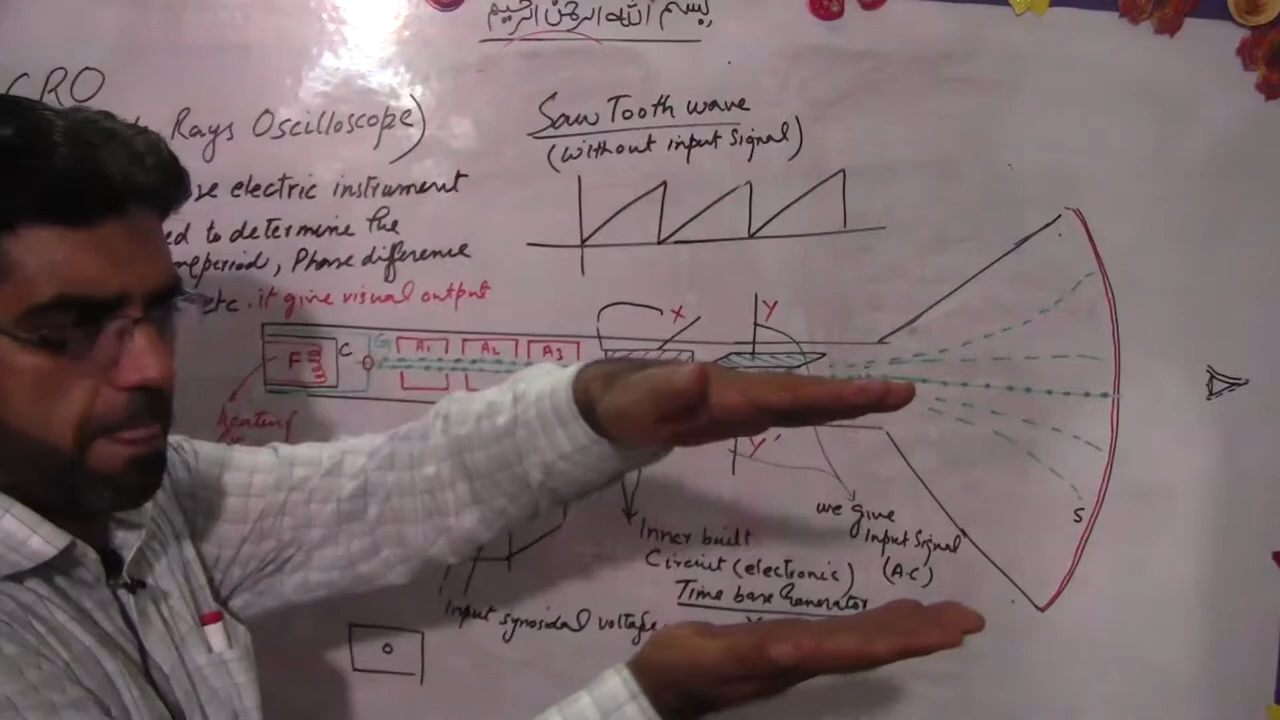 بسم الله الرحمن الرحيم
CRO
Rays Oscilloscope)
electric instrument
to determine the
period, Phase difference
etc. it give visual output
Saw Tooth wave
(without input signal)
F
C
G
A1
A2
A3
X
Y
Y'
S
we give
input signal
(A.C)
Inner built
Circuit (electronic)
Time base Generator
Input synosidal voltage